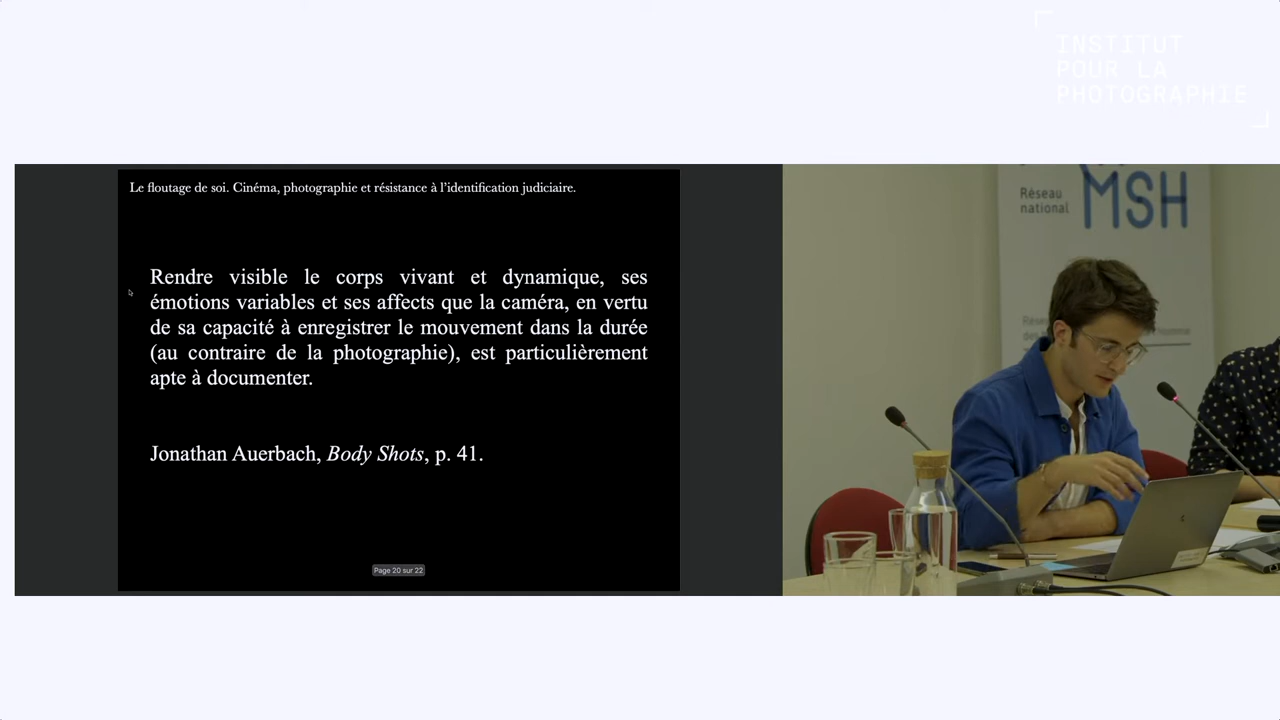 INSTITUT
POUR LA
PHOTOGRAPHIE
Le floutage de soi. Cinéma, photographie et résistance à l'identification judiciaire.
Rendre visible le corps vivant et dynamique, ses
émotions variables et ses affects que la caméra, en vertu
de sa capacité à enregistrer le mouvement dans la durée
(au contraire de la photographie), est particulièrement
apte à documenter.
Jonathan Auerbach, Body Shots, p. 41.
Page 20 sur 22
Réseau
national
MSH